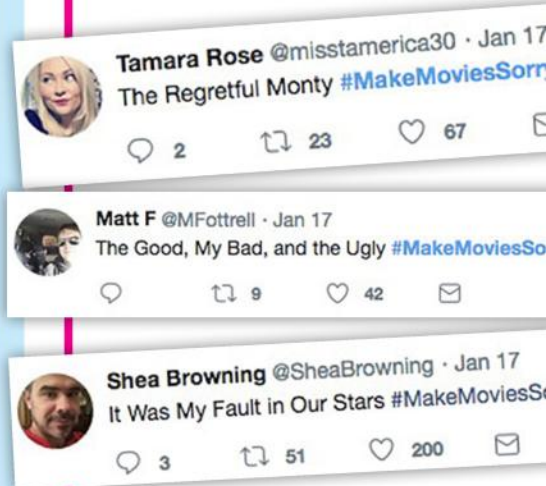 Tamara Rose @misstamerica30 · Jan 17
The Regretful Monty #MakeMoviesSorry
2 23 67
Matt F @MFottrell · Jan 17
The Good, My Bad, and the Ugly #MakeMoviesSo
9 42
Shea Browning @SheaBrowning · Jan 17
It Was My Fault in Our Stars #MakeMoviesSo
3 51 200